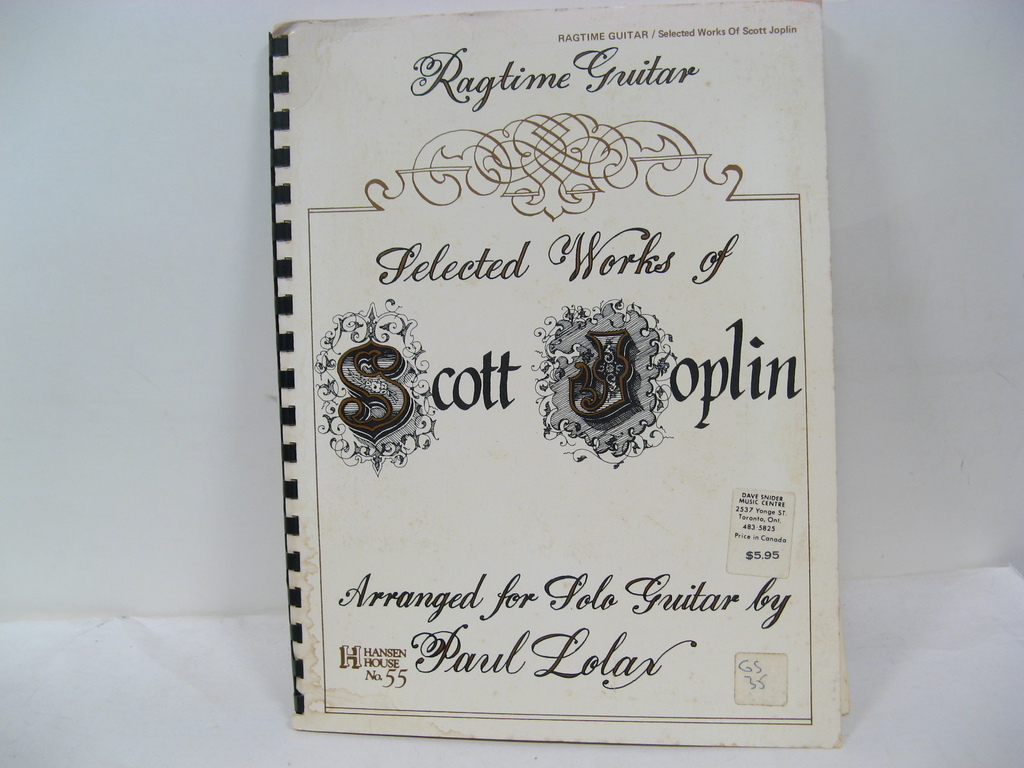 RAGTIME GUITAR / Selected Works Of Scott Joplin
Ragtime Guitar
Selected Works of
Scott Joplin
DAVE SNIDER
MUSIC CENTRE
2537 Yonge ST.
Toronto, Ont.
483-5825
Price in Canada
$5.95
Arranged for Solo Guitar by
Paul Lolax
H HANSEN
HOUSE
No. 55
GS
35